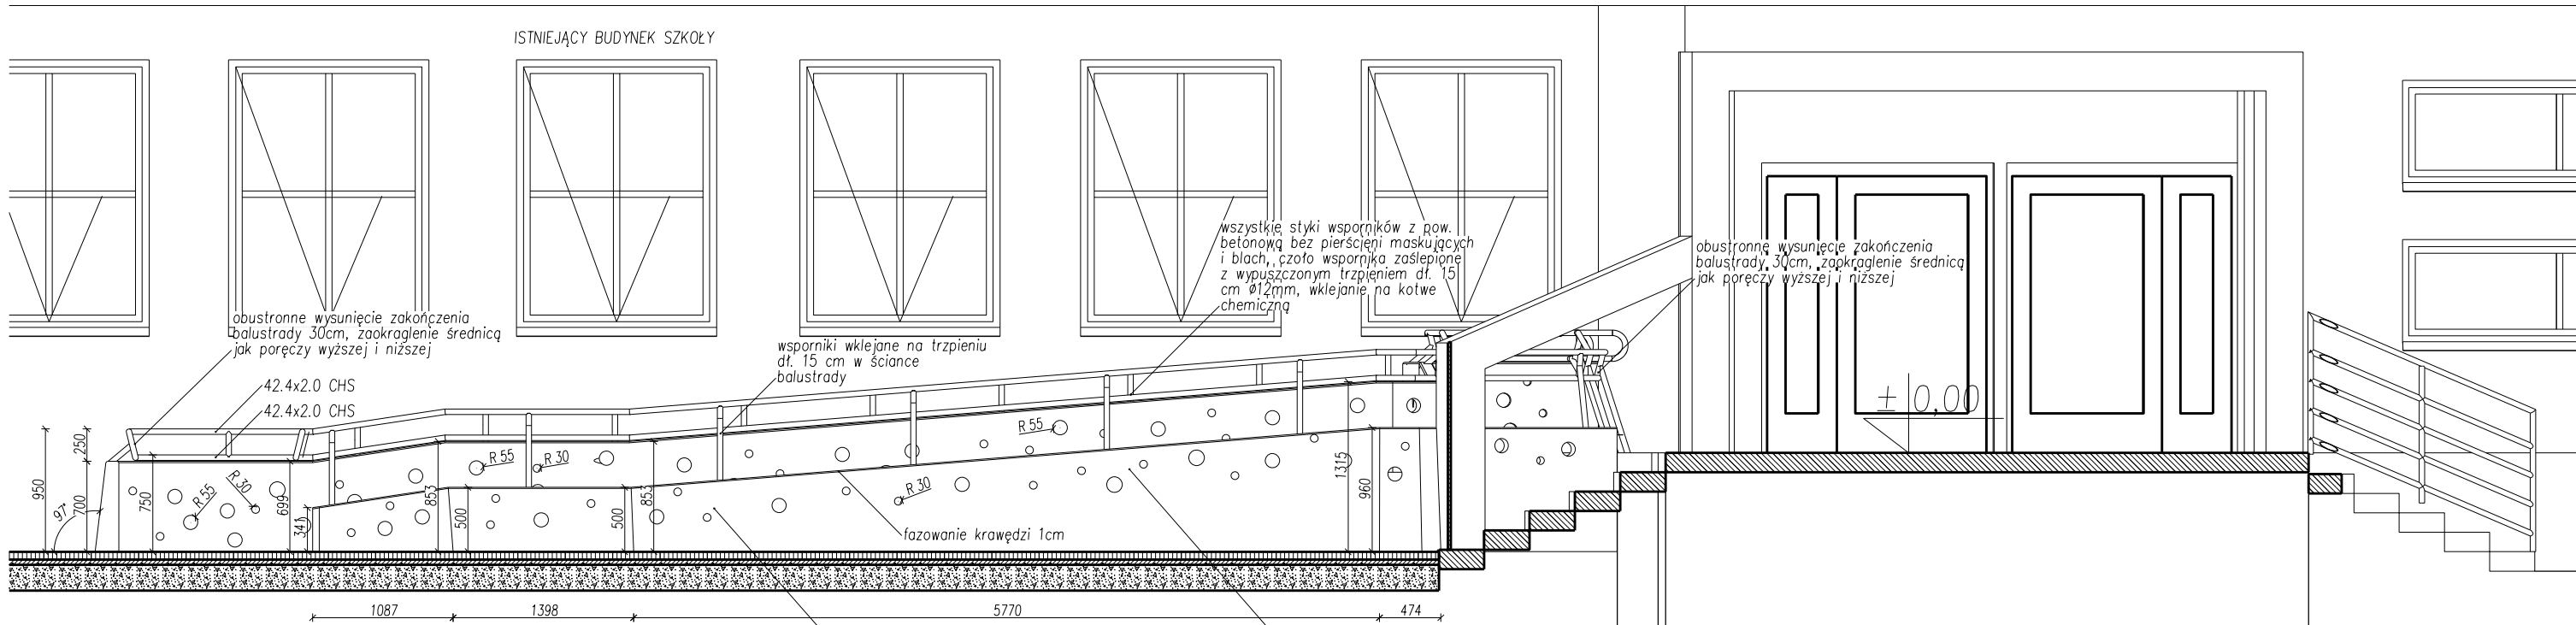 ISTNIEJĄCY BUDYNEK SZKOŁY
wszystkie styki wsporników z pow.
betonową bez pierścieni maskujących
i blach, czoło wspornika zaślepione
z wypuszczonym trzpieniem dł. 15
cm ø12mm, wklejanie na kotwe
chemiczną
obustronne wysunięcie zakończenia
balustrady 30cm, zaokrąglenie średnicą
jak poręczy wyższej i niższej
obustronne wysunięcie zakończenia
balustrady 30cm, zaokrąglenie średnicą
jak poręczy wyższej i niższej
wsporniki wklejane na trzpieniu
dł. 15 cm w ściance
balustrady
42.4x2.0 CHS
42.4x2.0 CHS
± 0,00
R 55
R 55
R 30
R 55
R 30
R 30
950
250
700
97°
750
699
341
853
500
500
853
1315
960
fazowanie krawędzi 1cm
1087
1398
5770
474